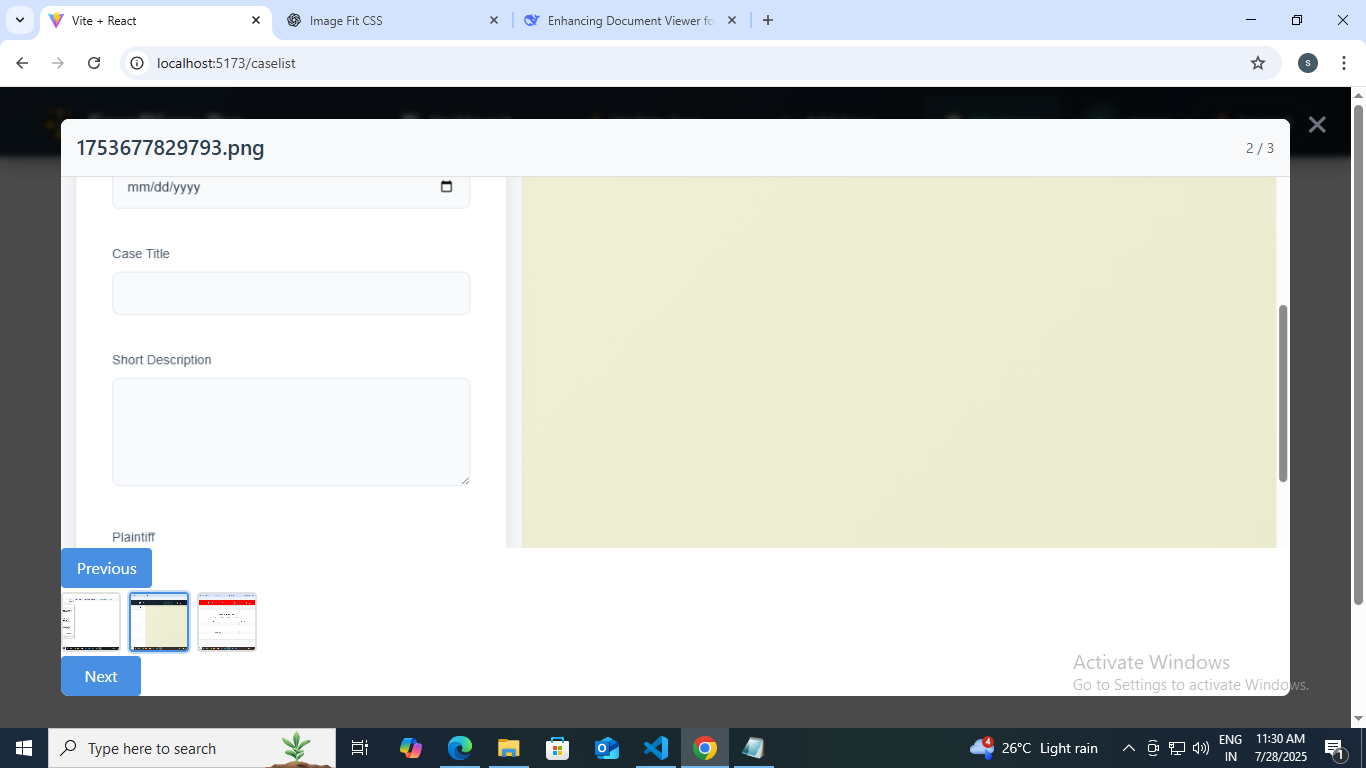 Vite + React
Image Fit CSS
Enhancing Document Viewer fo
localhost:5173/caselist
s
1753677829793.png
2 / 3
mm/dd/yyyy
Case Title
Short Description
Plaintiff
Previous
Next
Activate Windows
Go to Settings to activate Windows.
Type here to search
4
26°C Light rain
ENG
IN
11:30 AM
7/28/2025
1